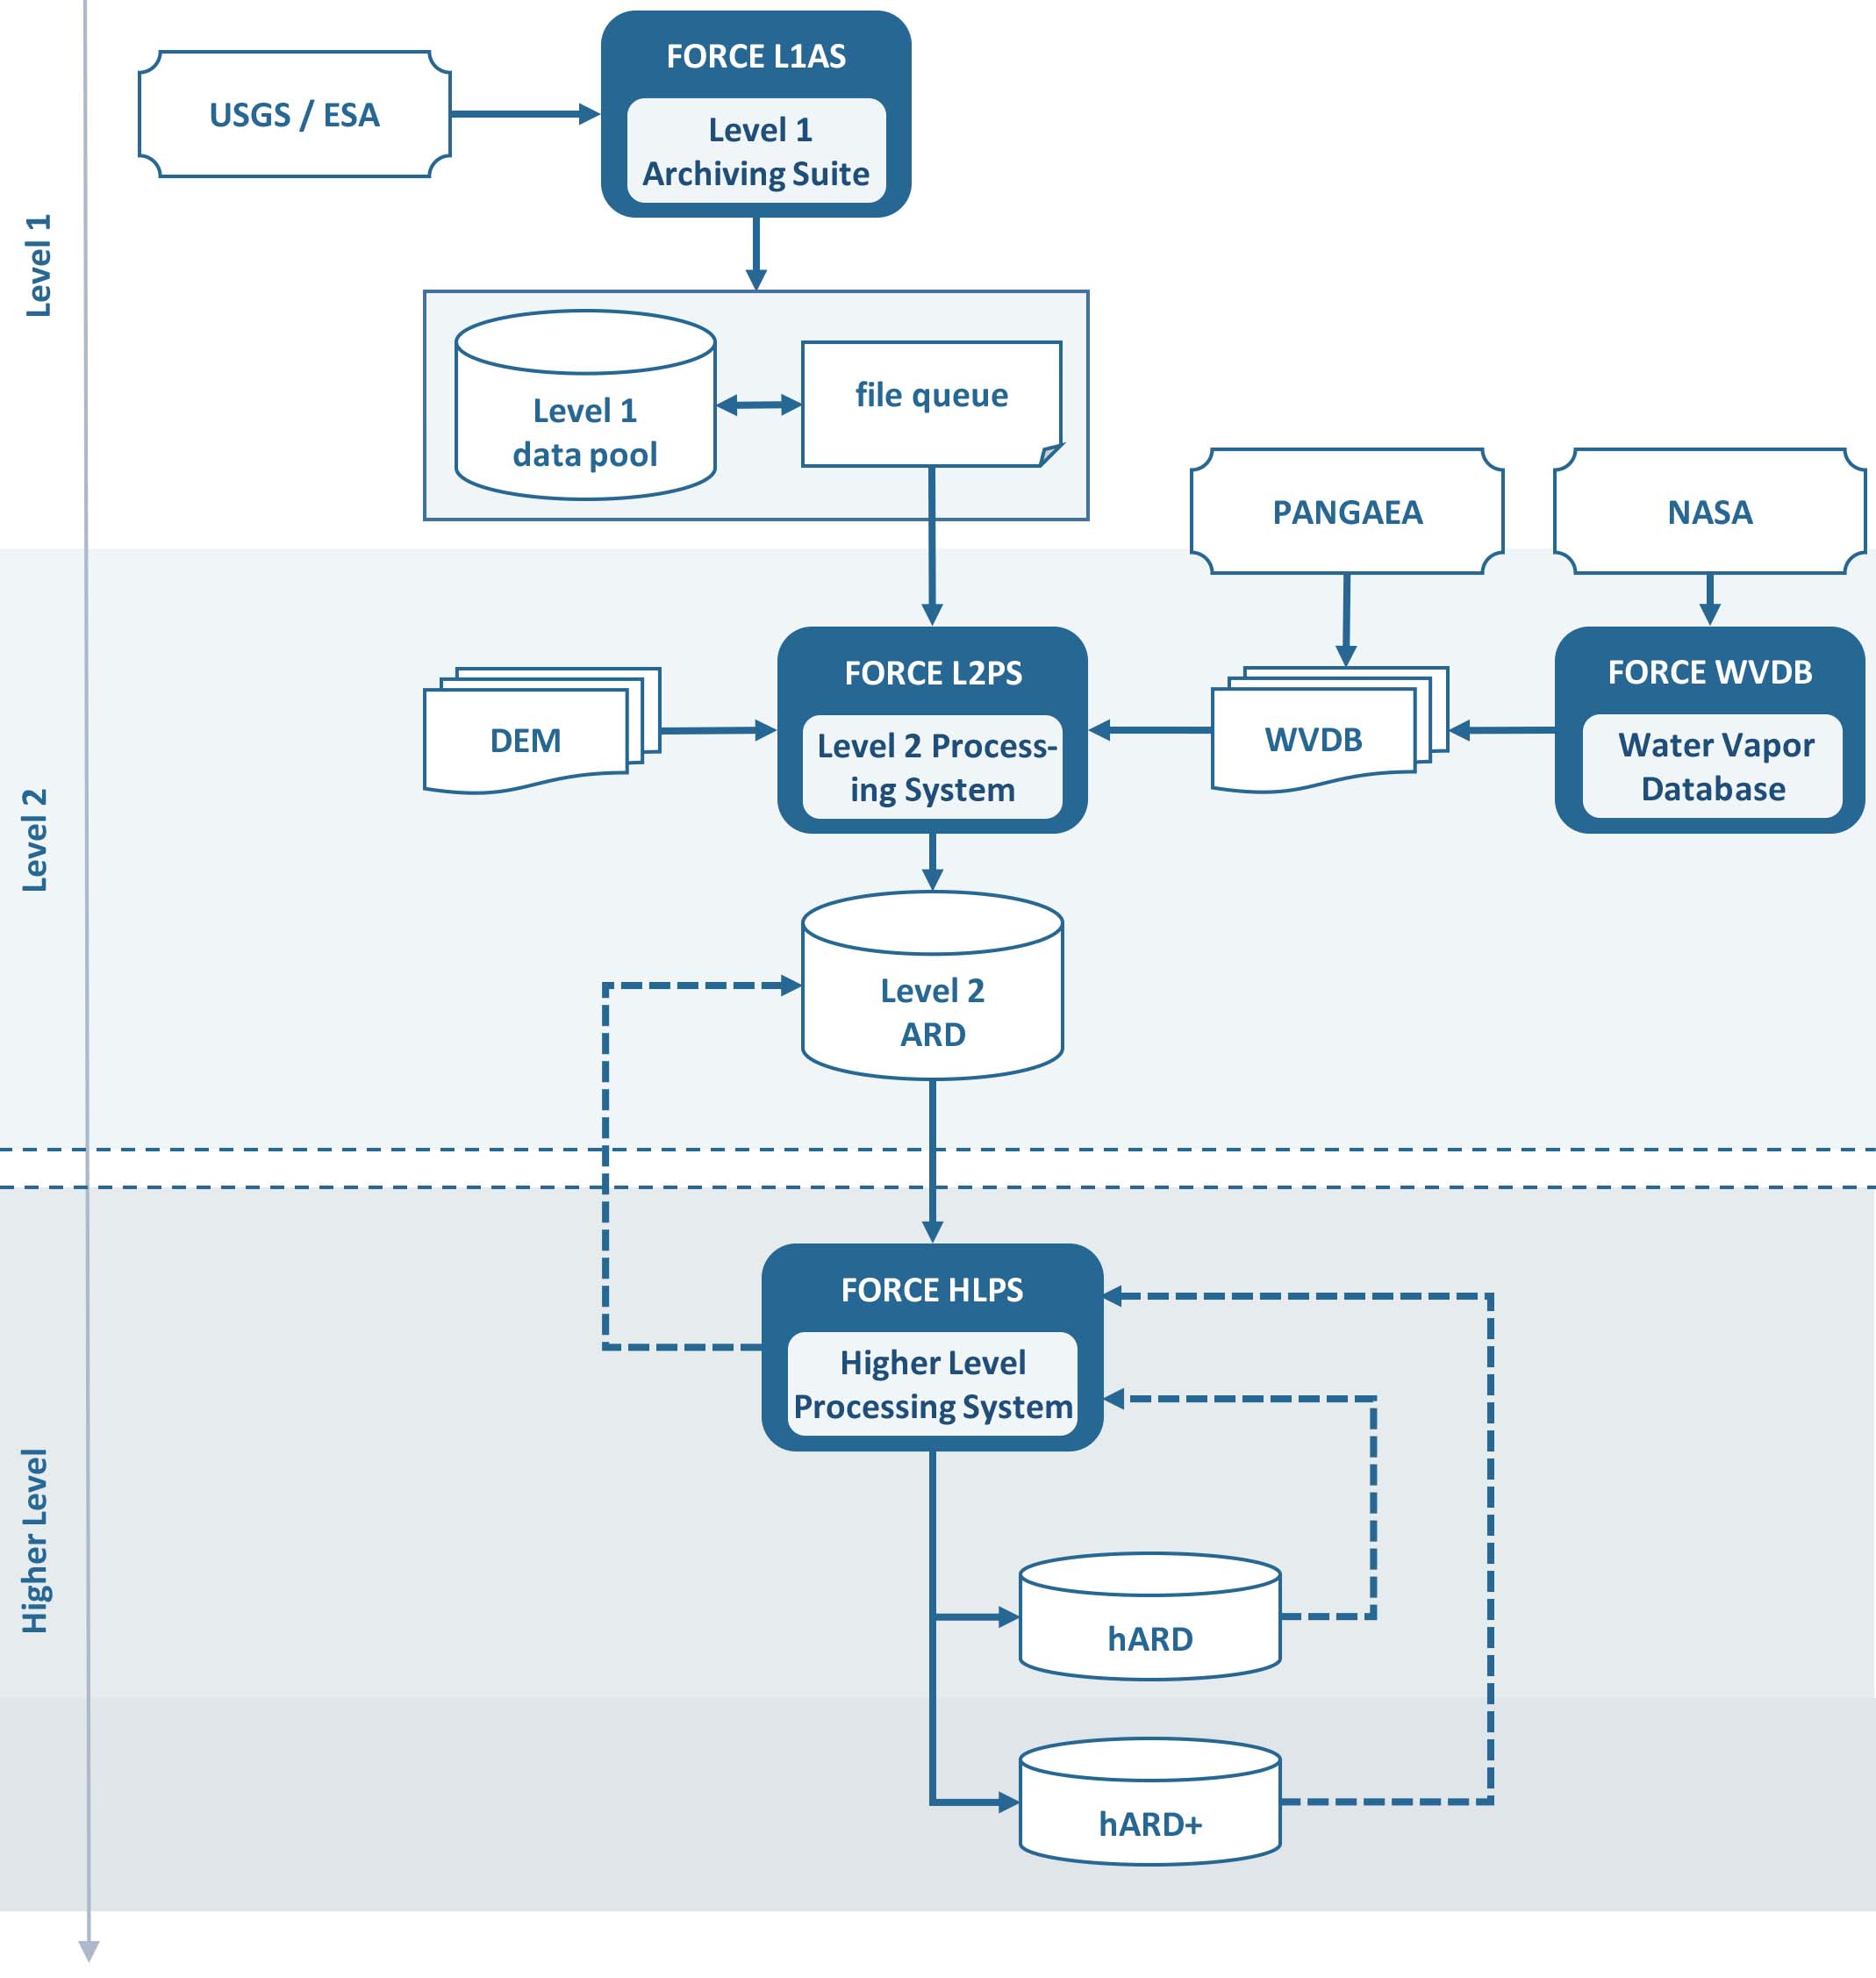 FORCE L1AS
USGS / ESA
Level 1
Archiving Suite
Level 1
Level 1
data pool
file queue
PANGAEA
NASA
Level 2
DEM
FORCE L2PS
Level 2 Process-
ing System
WVDB
FORCE WVDB
Water Vapor
Database
Level 2
ARD
Higher Level
FORCE HLPS
Higher Level
Processing System
hARD
hARD+